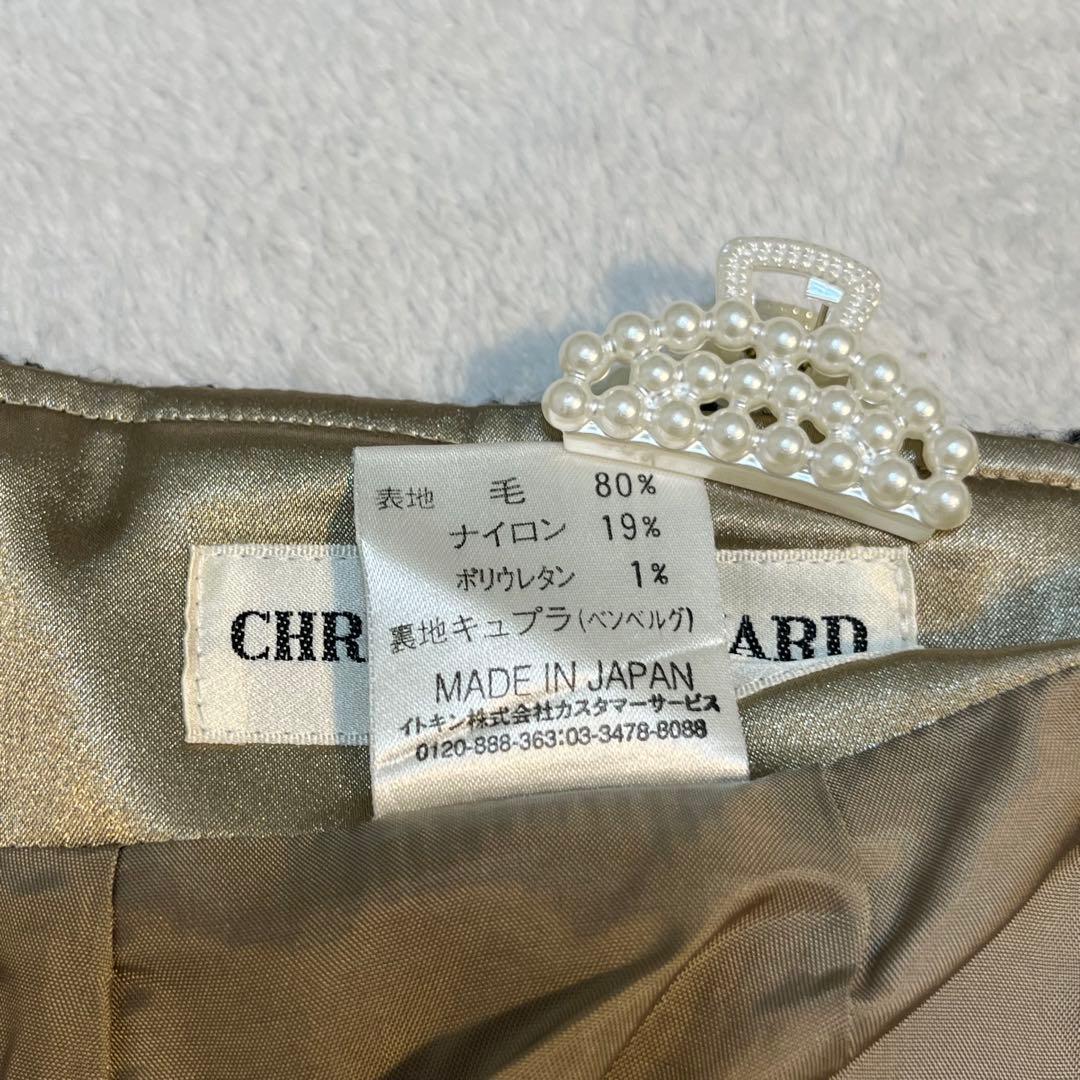 表地 毛 80%
ナイロン 19%
ポリウレタン 1%
裏地キュプラ(ベンベルグ)
MADE IN JAPAN
イトキン株式会社カスタマーサービス
0120-888-363:03-3478-8088
CHR
ARD